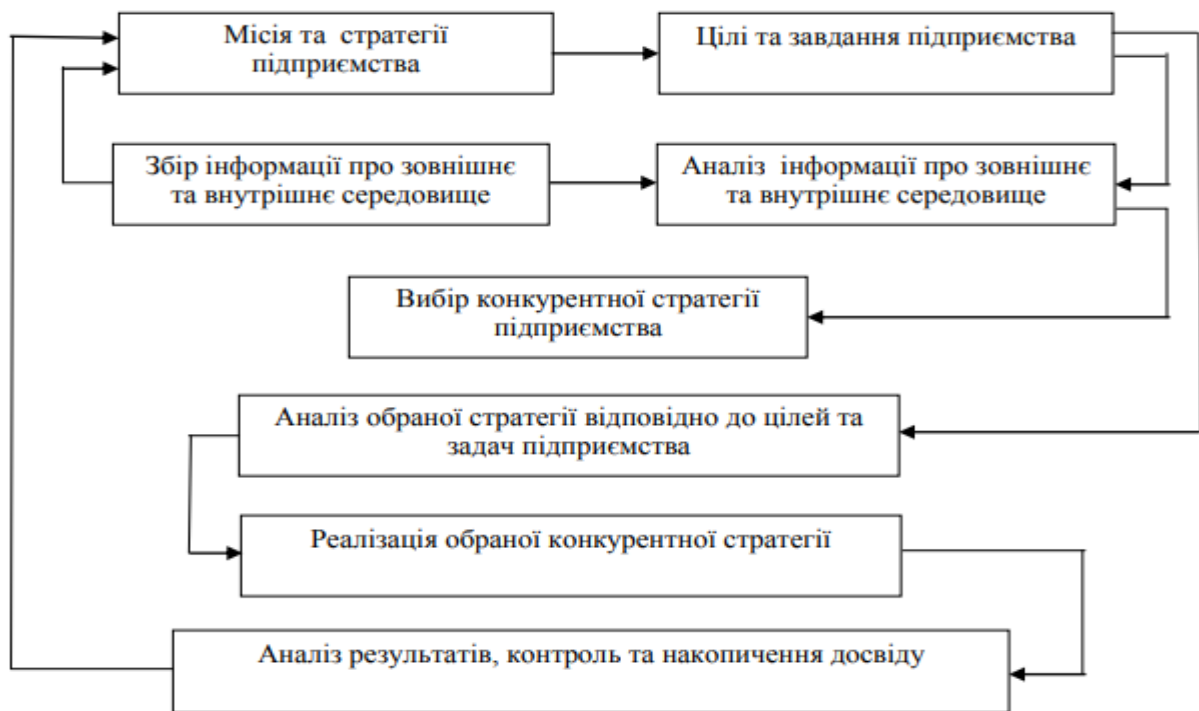 Місія та стратегії
підприємства
Цілі та завдання підприємства
Збір інформації про зовнішнє
та внутрішнє середовище
Аналіз інформації про зовнішнє
та внутрішнє середовище
Вибір конкурентної стратегії
підприємства
Аналіз обраної стратегії відповідно до цілей та
задач підприємства
Реалізація обраної конкурентної стратегії
Аналіз результатів, контроль та накопичення досвіду